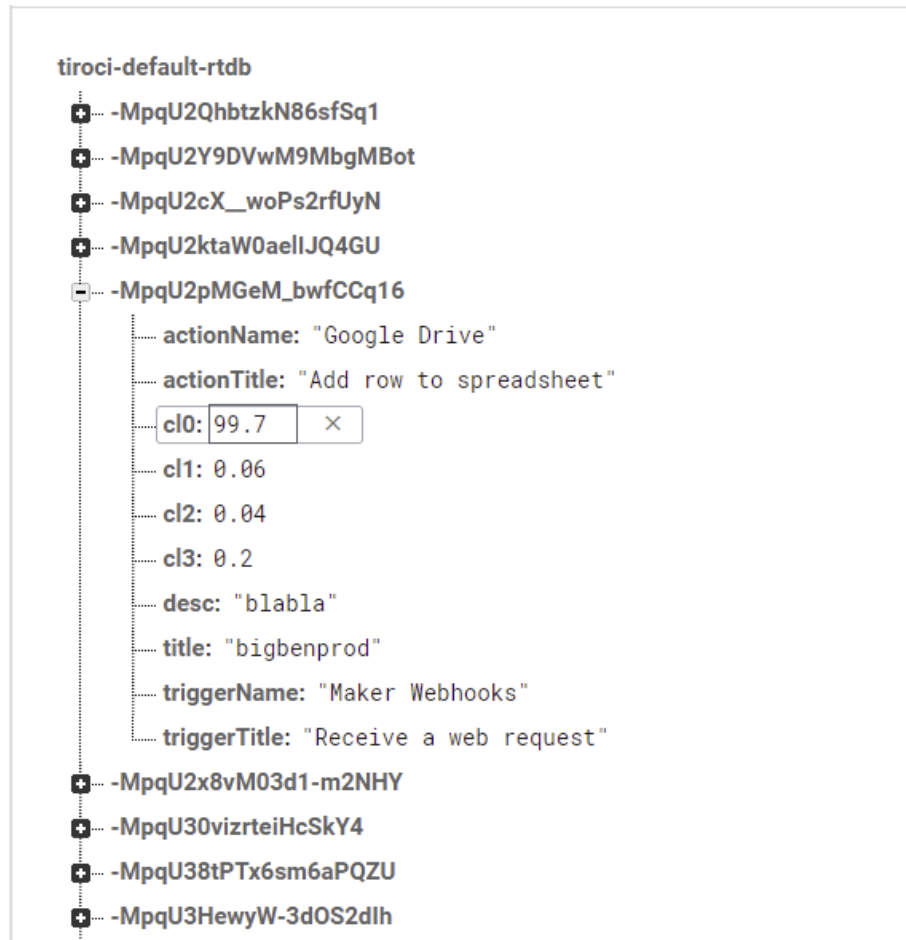 tiroci-default-rtdb
-MpqU2QhbtzkN86sfSq1
-MpqU2Y9DVwM9MbgMBot
-MpqU2cX__woPs2rfUyN
-MpqU2ktaW0aelIJQ4GU
-MpqU2pMGeM_bwfCCq16
actionName: "Google Drive"
actionTitle: "Add row to spreadsheet"
cl0: 99.7 ×
cl1: 0.06
cl2: 0.04
cl3: 0.2
desc: "blabla"
title: "bigbenprod"
triggerName: "Maker Webhooks"
triggerTitle: "Receive a web request"
-MpqU2x8vM03d1-m2NHY
-MpqU30vizrteiHcSkY4
-MpqU38tPTx6sm6aPQZU
-MpqU3HewyW-3dOS2dlh